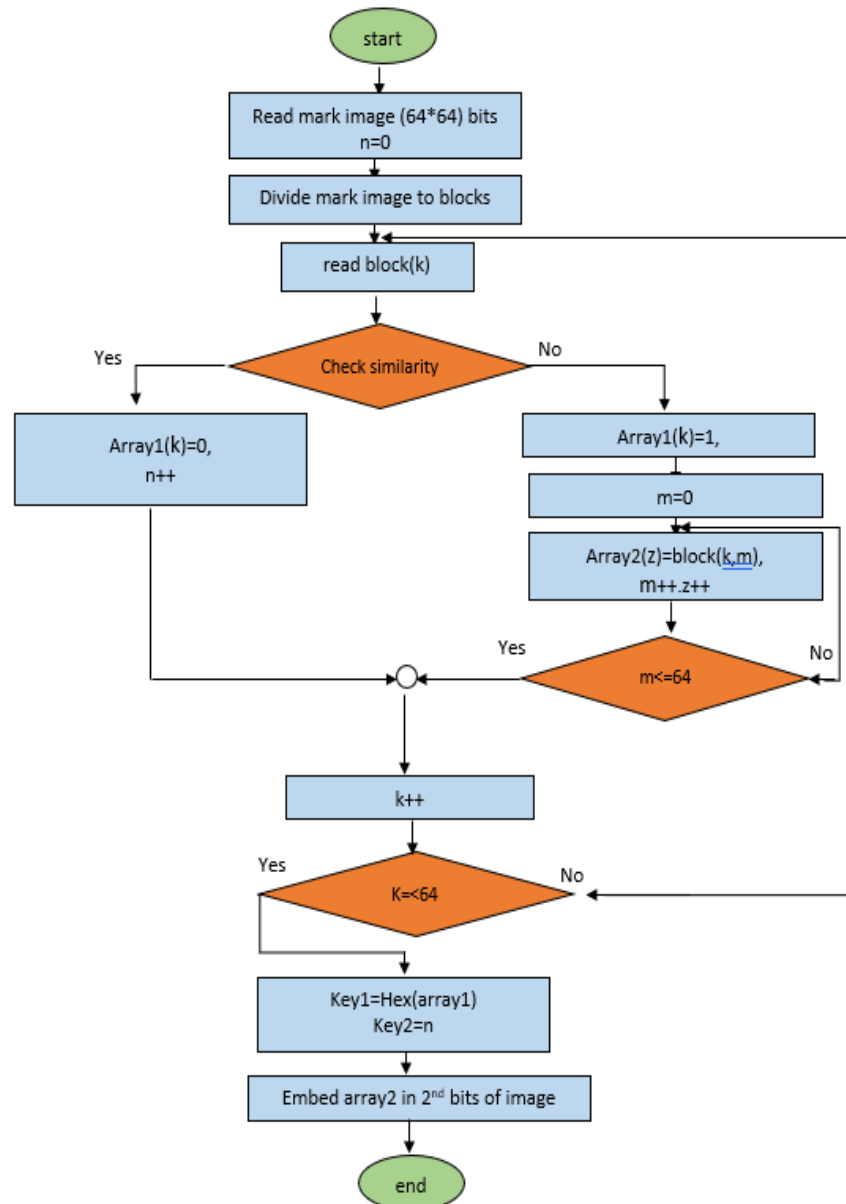 start
Read mark image (64*64) bits
n=0
Divide mark image to blocks
read block(k)
Check similarity
Yes
No
Array1(k)=0,
n++
Array1(k)=1,
m=0
Array2(z)=block(k,m),
m++.z++
m<=64
Yes
No
k++
K=<64
Yes
No
Key1=Hex(array1)
Key2=n
Embed array2 in 2nd bits of image
end